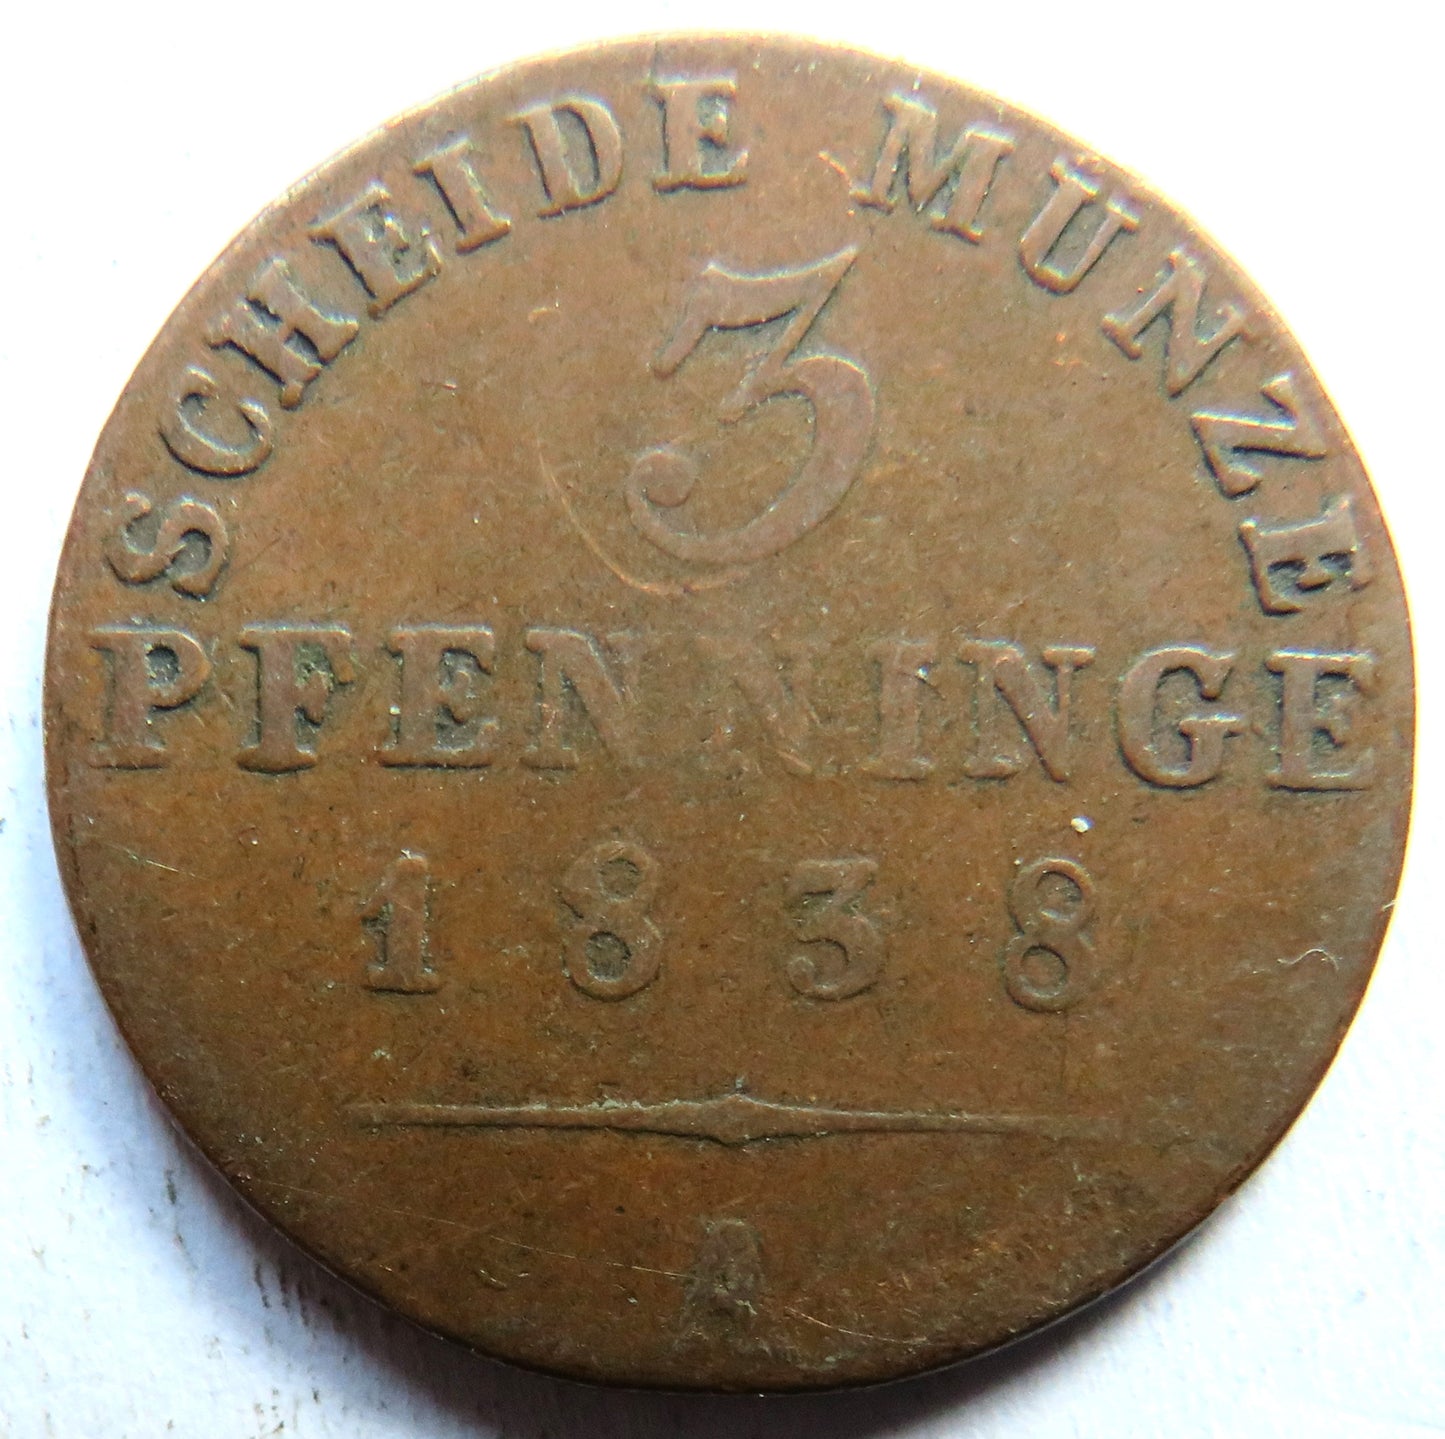 SCHEIDE MÜNZE
3
PFENNINGE
1838
A